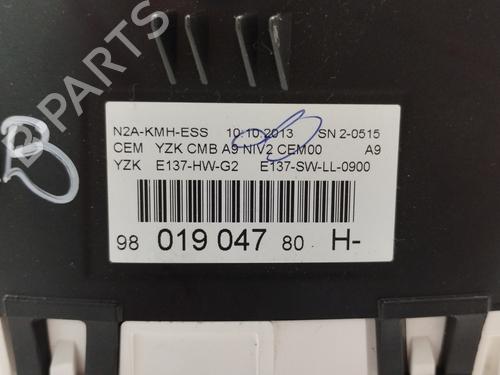 B PARTS
N2A-KMH-ESS 10.10.2013 SN 2-0515
CEM YZK CMB A9 NIV2 CEM00 A9
YZK E137-HW-G2 E137-SW-LL-0900
98 019 047 80 H-